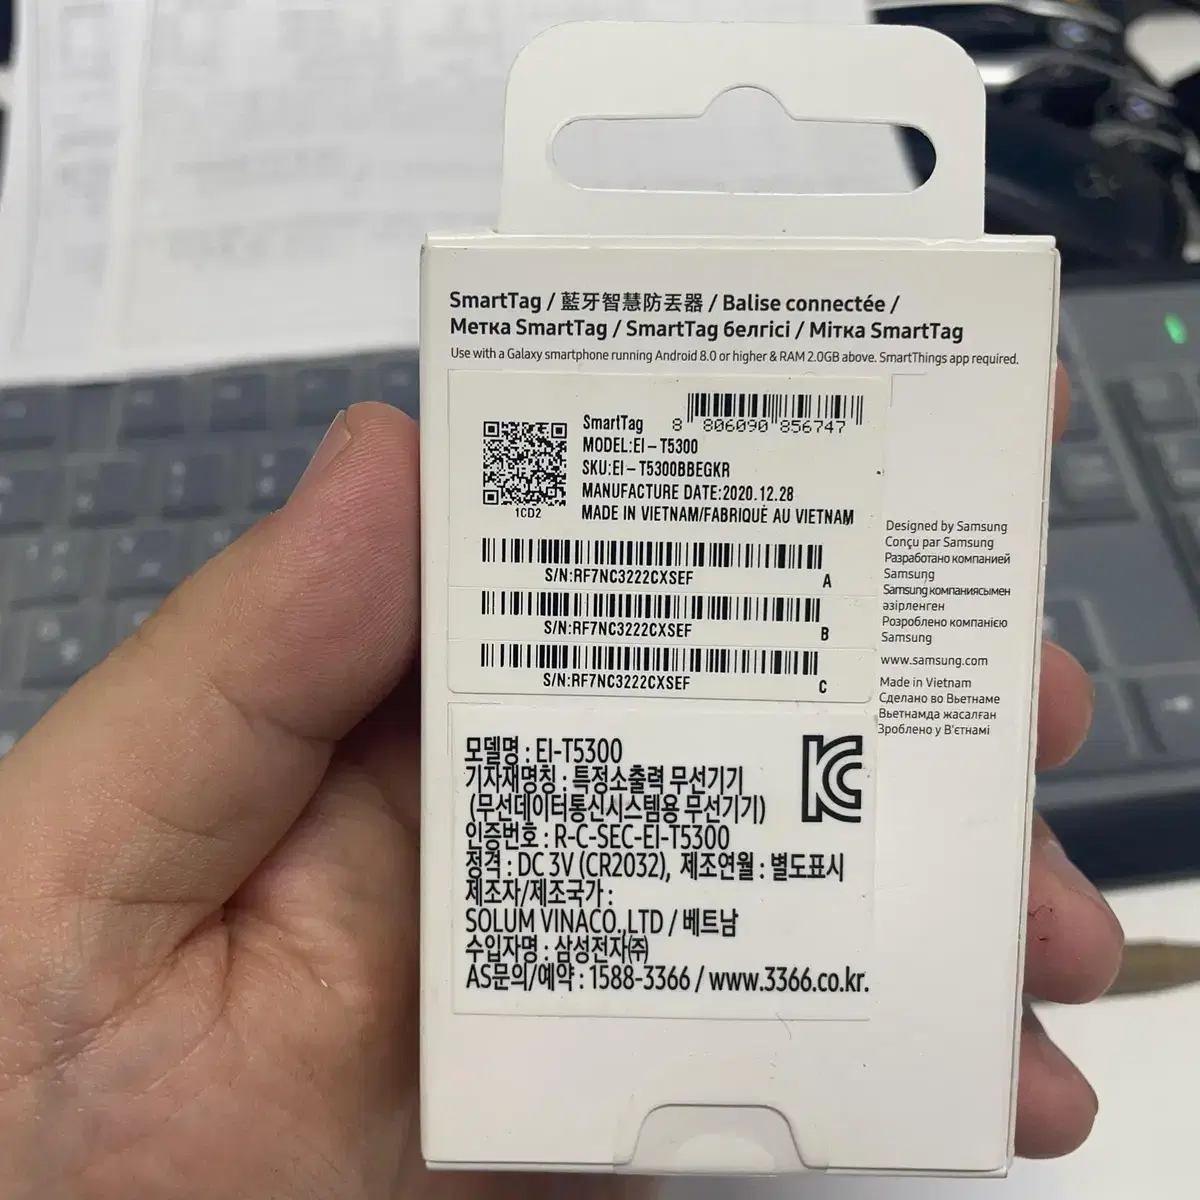 SmartTag / 藍牙智慧防丟器 / Balise connectée /
Метка SmartTag / SmartTag белгісі / Мітка SmartTag
Use with a Galaxy smartphone running Android 8.0 or higher & RAM 2.0GB above. SmartThings app required.
SmartTag
8 806090 856747
MODEL:EI-T5300
SKU:EI-T5300BBEGKR
MANUFACTURE DATE:2020.12.28
MADE IN VIETNAM/FABRIQUÉ AU VIETNAM
1CD2
S/N:RF7NC3222CXSEF A
S/N:RF7NC3222CXSEF B
S/N:RF7NC3222CXSEF C
Designed by Samsung
Conçu par Samsung
Разработано компанией
Samsung
Samsung компаниясымен
әзірленген
Розроблено компанією
Samsung
www.samsung.com
Made in Vietnam
Сделано во Вьетнаме
Вьетнамда жасалған
Зроблено у В'єтнамі
모델명 : EI-T5300
기자재명칭 : 특정소출력 무선기기
(무선데이터통신시스템용 무선기기)
인증번호 : R-C-SEC-EI-T5300
정격 : DC 3V (CR2032), 제조연월 : 별도표시
제조자/제조국가 :
SOLUM VINACO.,LTD / 베트남
수입자명 : 삼성전자㈜
AS문의/예약 : 1588-3366 / www.3366.co.kr.